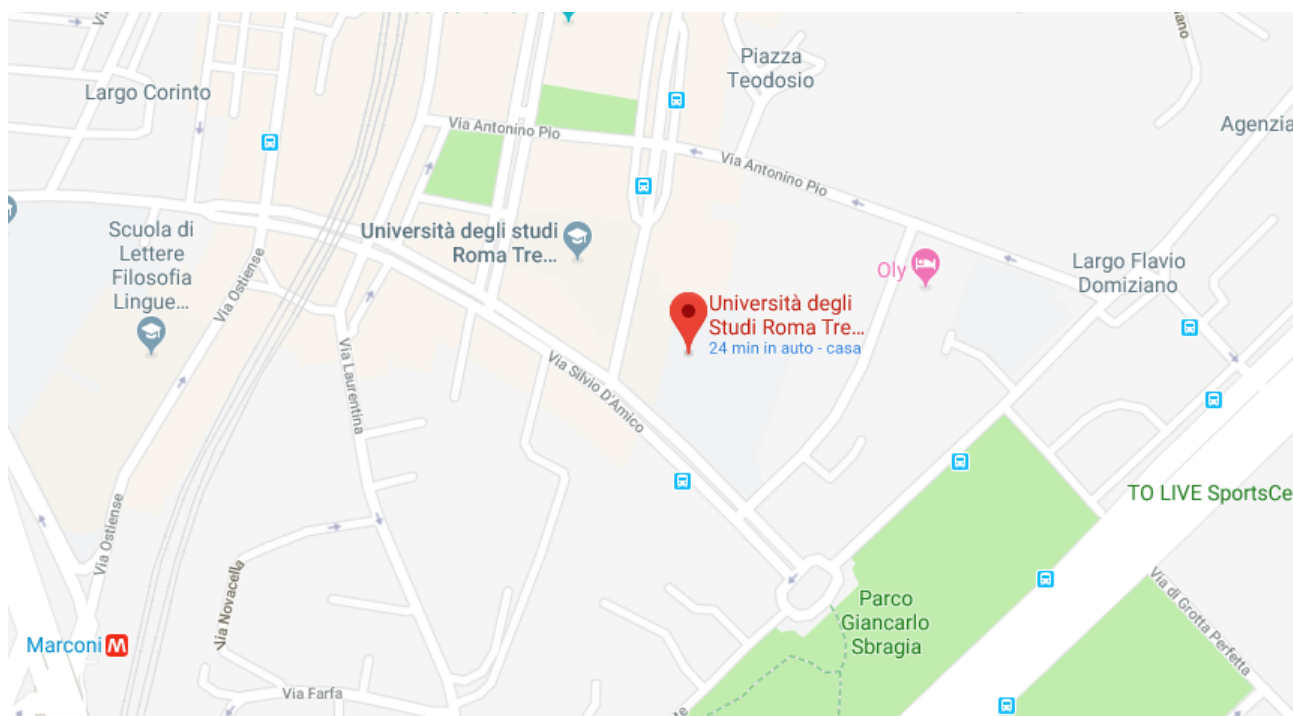 Piazza
Teodosio
Largo Corinto
Agenzia
Via Antonino Pio
Via Antonino Pio
Università degli studi
Roma Tre...
Scuola di
Lettere
Filosofia
Lingue...
Via Ostiense
Oly
Largo Flavio
Domiziano
Università degli
Studi Roma Tre...
24 min in auto - casa
Via Laurentina
Via Silvio D'Amico
TO LIVE SportsCe
Via Ostiense
Via Novacella
Marconi M
Parco
Giancarlo
Sbragia
Via di Grotta Perfetta
Via Farfa